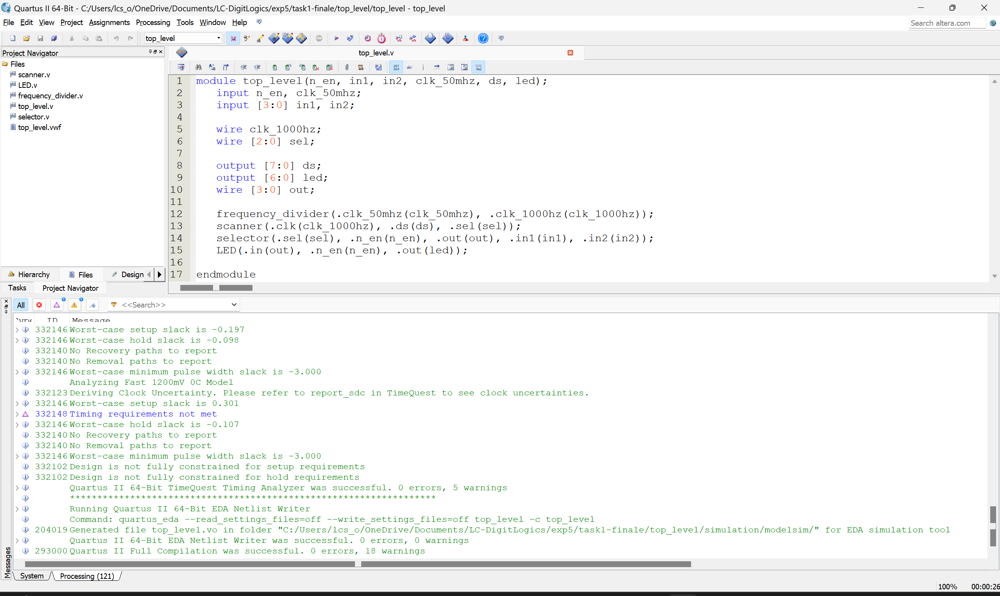 Quartus II 64-Bit - C:/Users/lcs_o/OneDrive/Documents/LC-DigitLogics/exp5/task1-finale/top_level/top_level - top_level
File Edit View Project Assignments Processing Tools Window Help
Search altera.com
top_level
Project Navigator
Files
scanner.v
LED.v
frequency_divider.v
top_level.v
selector.v
top_level.vwf
Hierarchy Files Design
Tasks Project Navigator
top_level.v
267
268
ab/
1 module top_level(n_en, in1, in2, clk_50mhz, ds, led);
2 input n_en, clk_50mhz;
3 input [3:0] in1, in2;
4
5 wire clk_1000hz;
6 wire [2:0] sel;
7
8 output [7:0] ds;
9 output [6:0] led;
10 wire [3:0] out;
11
12 frequency_divider(.clk_50mhz(clk_50mhz), .clk_1000hz(clk_1000hz));
13 scanner(.clk(clk_1000hz), .ds(ds), .sel(sel));
14 selector(.sel(sel), .n_en(n_en), .out(out), .in1(in1), .in2(in2));
15 LED(.in(out), .n_en(n_en), .out(led));
16
17 endmodule
All 9 9 <<Search>>
Type ID Message
332146 Worst-case setup slack is -0.197
332146 Worst-case hold slack is -0.098
332140 No Recovery paths to report
332140 No Removal paths to report
332146 Worst-case minimum pulse width slack is -3.000
Analyzing Fast 1200mV 0C Model
332123 Deriving Clock Uncertainty. Please refer to report_sdc in TimeQuest to see clock uncertainties.
332146 Worst-case setup slack is 0.301
332148 Timing requirements not met
332146 Worst-case hold slack is -0.107
332140 No Recovery paths to report
332140 No Removal paths to report
332146 Worst-case minimum pulse width slack is -3.000
332102 Design is not fully constrained for setup requirements
332102 Design is not fully constrained for hold requirements
Quartus II 64-Bit TimeQuest Timing Analyzer was successful. 0 errors, 5 warnings
*******************************************************************
Running Quartus II 64-Bit EDA Netlist Writer
Command: quartus_eda --read_settings_files=off --write_settings_files=off top_level -c top_level
204019 Generated file top_level.vo in folder "C:/Users/lcs_o/OneDrive/Documents/LC-DigitLogics/exp5/task1-finale/top_level/simulation/modelsim/" for EDA simulation tool
Quartus II 64-Bit EDA Netlist Writer was successful. 0 errors, 0 warnings
293000 Quartus II Full Compilation was successful. 0 errors, 18 warnings
Messages
System Processing (121)
100% 00:00:26